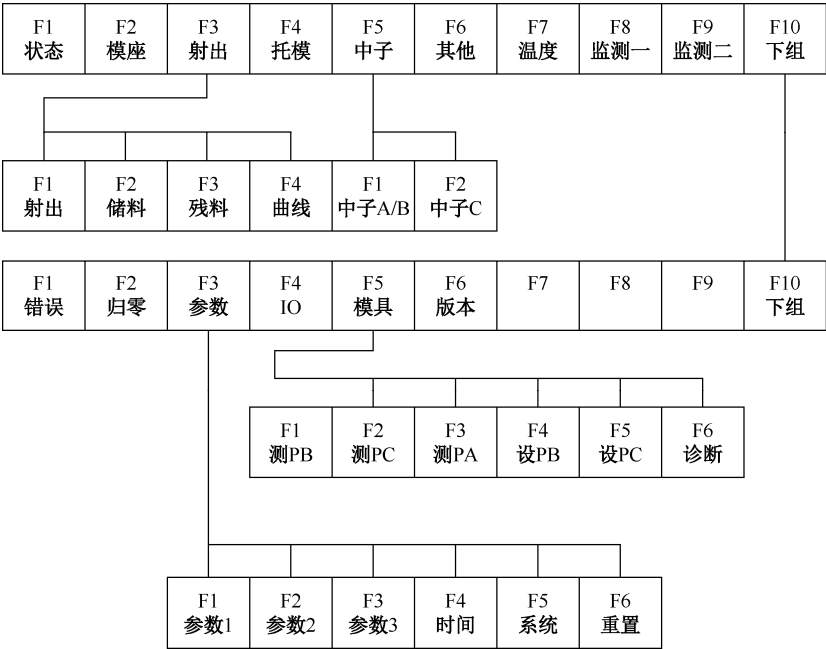 F1 F2 F3 F4 F5 F6 F7 F8 F9 F10
状态 模座 射出 托模 中子 其他 温度 监测一 监测二 下组
F1 F2 F3 F4 F1 F2
射出 储料 残料 曲线 中子A/B 中子C
F1 F2 F3 F4 F5 F6 F7 F8 F9 F10
错误 归零 参数 IO 模具 版本 下组
F1 F2 F3 F4 F5 F6
测PB 测PC 测PA 设PB 设PC 诊断
F1 F2 F3 F4 F5 F6
参数1 参数2 参数3 时间 系统 重置